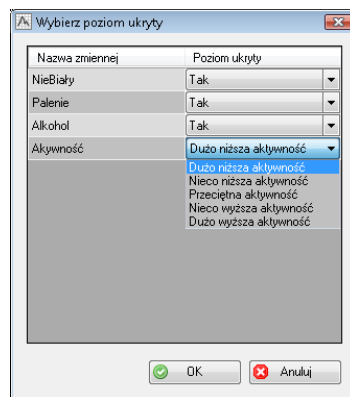 Wybierz poziom ukryty
Nazwa zmiennej Poziom ukryty
NieBiały Tak
Palenie Tak
Alkohol Tak
Akywność Dużo niższa aktywność
Dużo niższa aktywność
Nieco niższa aktywność
Przeciętna aktywność
Nieco wyższa aktywność
Dużo wyższa aktywność
OK Anuluj